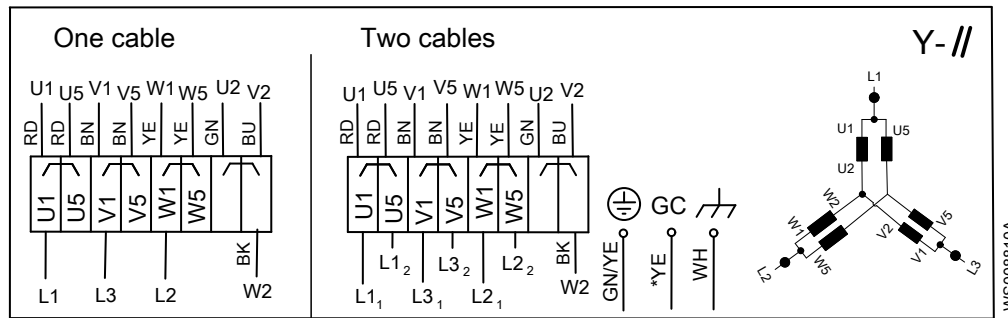 One cable
U1 U5 V1 V5 W1 W5 U2 V2
RD RD BN BN YE YE GN BU
U1 U5 V1 V5 W1 W5
BK
L1 L3 L2 W2
Two cables
U1 U5 V1 V5 W1 W5 U2 V2
RD RD BN BN YE YE GN BU
U1 U5 V1 V5 W1 W5
BK
L1₂ L3₂ L2₂
L1₁ L3₁ L2₁ W2
GC
GN/YE *YE WH
Y-//
L1
U1 U5
U2
W2 V5
W1 V2
W5 V1
L2 L3
WS009810A